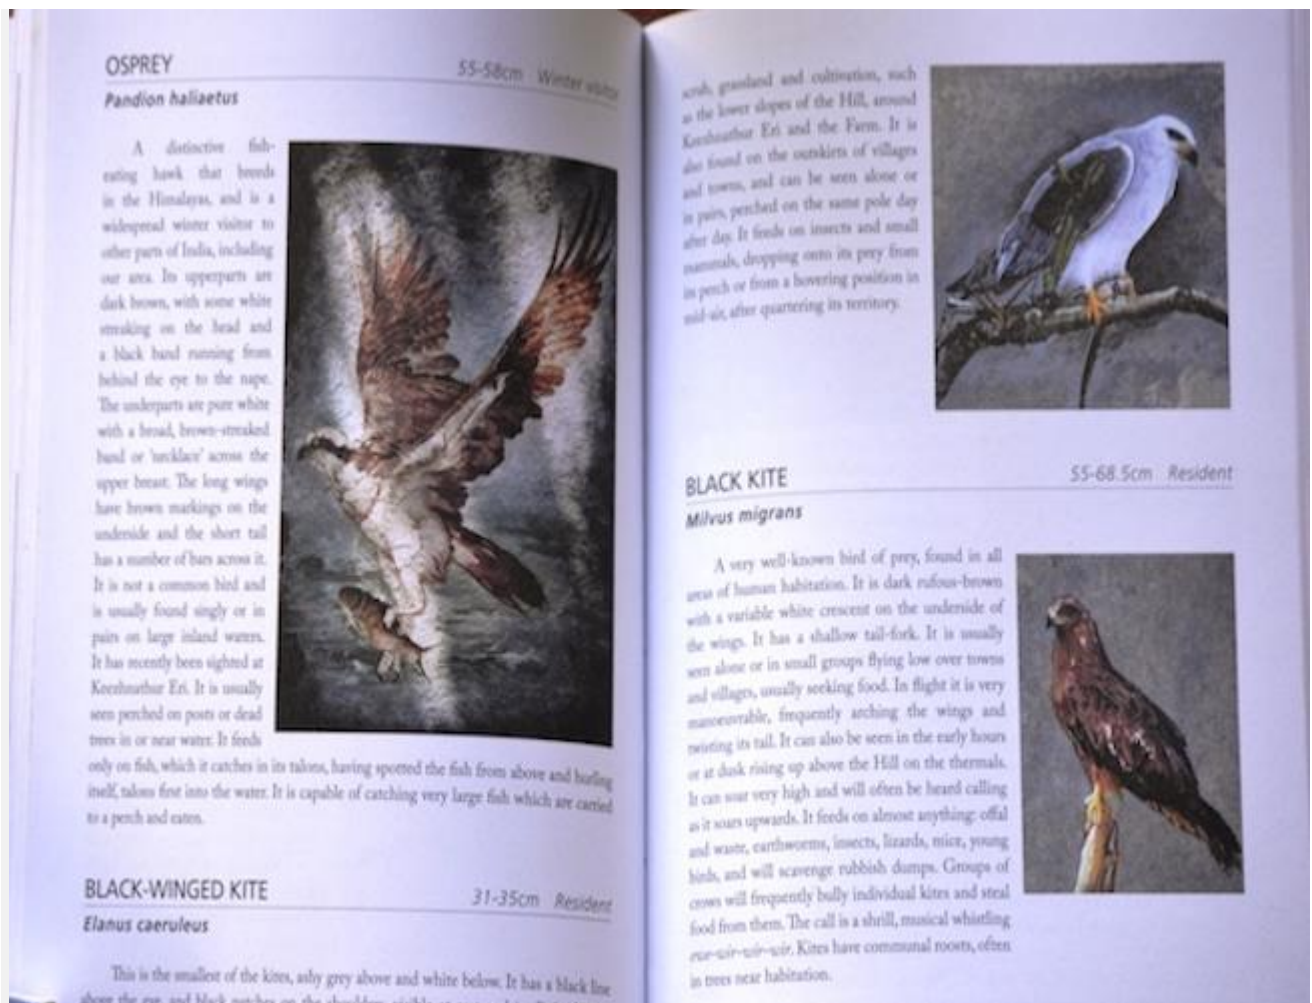 OSPREY
55-58cm Winter visitor
Pandion haliaetus
A distinctive fish-
eating hawk that breeds
in the Himalayas, and is a
widespread winter visitor to
other parts of India, including
our area. Its upperparts are
dark brown, with some white
streaking on the head and
a black band running from
behind the eye to the nape.
The underparts are pure white
with a broad, brown-streaked
band or 'necklace' across the
upper breast. The long wings
have brown markings on the
underside and the short tail
has a number of bars across it.
It is not a common bird and
is usually found singly or in
pairs on large inland waters.
It has recently been sighted at
Keezhnathur Eri. It is usually
seen perched on posts or dead
trees in or near water. It feeds
only on fish, which it catches in its talons, having spotted the fish from above and hurling
itself, talons first into the water. It is capable of catching very large fish which are carried
to a perch and eaten.
BLACK-WINGED KITE
31-35cm Resident
Elanus caeruleus
This is the smallest of the kites, ashy grey above and white below. It has a black line
above the eye, and black patches on the shoulders
scrub, grassland and cultivation, such
as the lower slopes of the Hill, around
Keezhnathur Eri and the Farm. It is
also found on the outskirts of villages
and towns, and can be seen alone or
in pairs, perched on the same pole day
after day. It feeds on insects and small
mammals, dropping onto its prey from
its perch or from a hovering position in
mid-air, after quartering its territory.
BLACK KITE
55-68.5cm Resident
Milvus migrans
A very well-known bird of prey, found in all
areas of human habitation. It is dark rufous-brown
with a variable white crescent on the underside of
the wings. It has a shallow tail-fork. It is usually
seen alone or in small groups flying low over towns
and villages, usually seeking food. In flight it is very
manoeuvrable, frequently arching the wings and
twisting its tail. It can also be seen in the early hours
or at dusk rising up above the Hill on the thermals.
It can soar very high and will often be heard calling
as it soars upwards. It feeds on almost anything: offal
and waste, earthworms, insects, lizards, mice, young
birds, and will scavenge rubbish dumps. Groups of
crows will frequently bully individual kites and steal
food from them. The call is a shrill, musical whistling
ewe-wir-wir-wir. Kites have communal roosts, often
in trees near habitation.